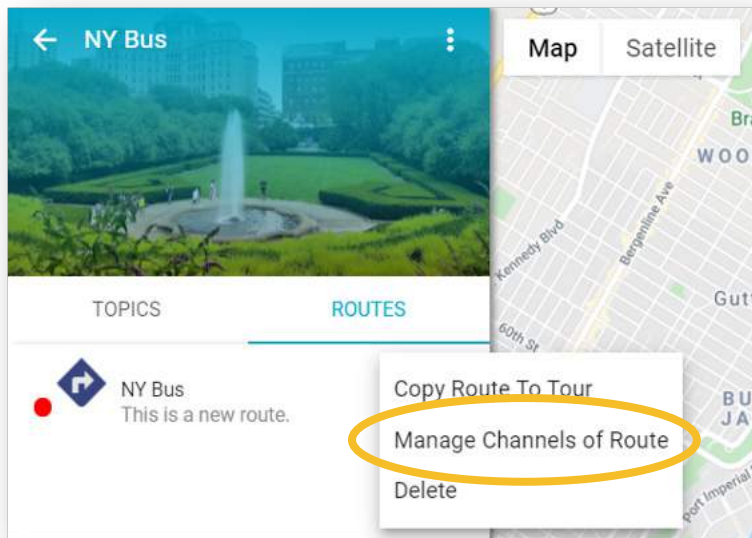 NY Bus
Map
Satellite
WOO
Bergenline Ave
Kennedy Blvd
60th St
TOPICS
ROUTES
NY Bus
This is a new route.
Copy Route To Tour
Manage Channels of Route
Delete
Bra
Gutt
BU
JA
Port Imperial